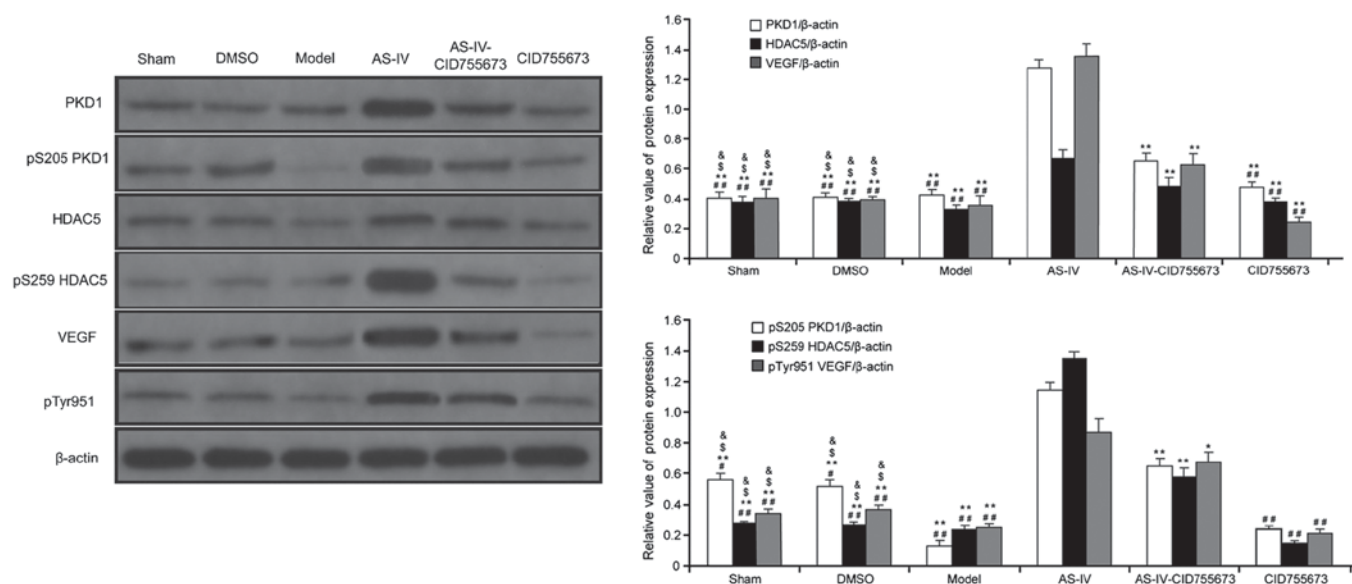 Sham DMSO Model AS-IV AS-IV-CID755673 CID755673
PKD1
pS205 PKD1
HDAC5
pS259 HDAC5
VEGF
pTyr951
β-actin
Relative value of protein expression
PKD1/β-actin
HDAC5/β-actin
VEGF/β-actin
1.6
1.4
1.2
1.0
0.8
0.6
0.4
0.2
0
& & & & & &
$ $ $ $ $ $
** ** ** ** ** ** ** ** ** ** ** ** ** ** **
## ## ## ## ## ## ## ## ## ## ## ##
Sham DMSO Model AS-IV AS-IV-CID755673 CID755673
Relative value of protein expression
pS205 PKD1/β-actin
pS259 HDAC5/β-actin
pTyr951 VEGF/β-actin
1.6
1.4
1.2
1.0
0.8
0.6
0.4
0.2
0
& & & & & &
$ $ $ $ $ $
** ** ** ** ** ** ** ** ** ** ** *
# ## ## # ## ## ## ## ## ## ## ##
Sham DMSO Model AS-IV AS-IV-CID755673 CID755673